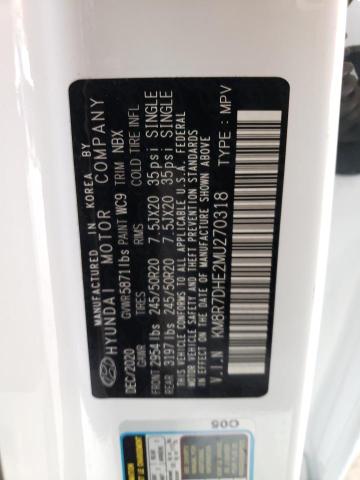 MANUFACTURED IN KOREA BY
HYUNDAI MOTOR COMPANY
DEC/2020 GVWR5871lbs PAINT WC9 TRIM NBX
GAWR TIRES RIMS COLD TIRE INFL
FRONT 2954lbs 245/50R20 7.5JX20 35psi SINGLE
REAR 3197lbs 245/50R20 7.5JX20 35psi SINGLE
THIS VEHICLE CONFORMS TO ALL APPLICABLE U.S. FEDERAL
MOTOR VEHICLE SAFETY AND THEFT PREVENTION STANDARDS
IN EFFECT ON THE DATE OF MANUFACTURE SHOWN ABOVE.
V.I.N : KM8R7DHE2MU270318 TYPE : MPV
C05